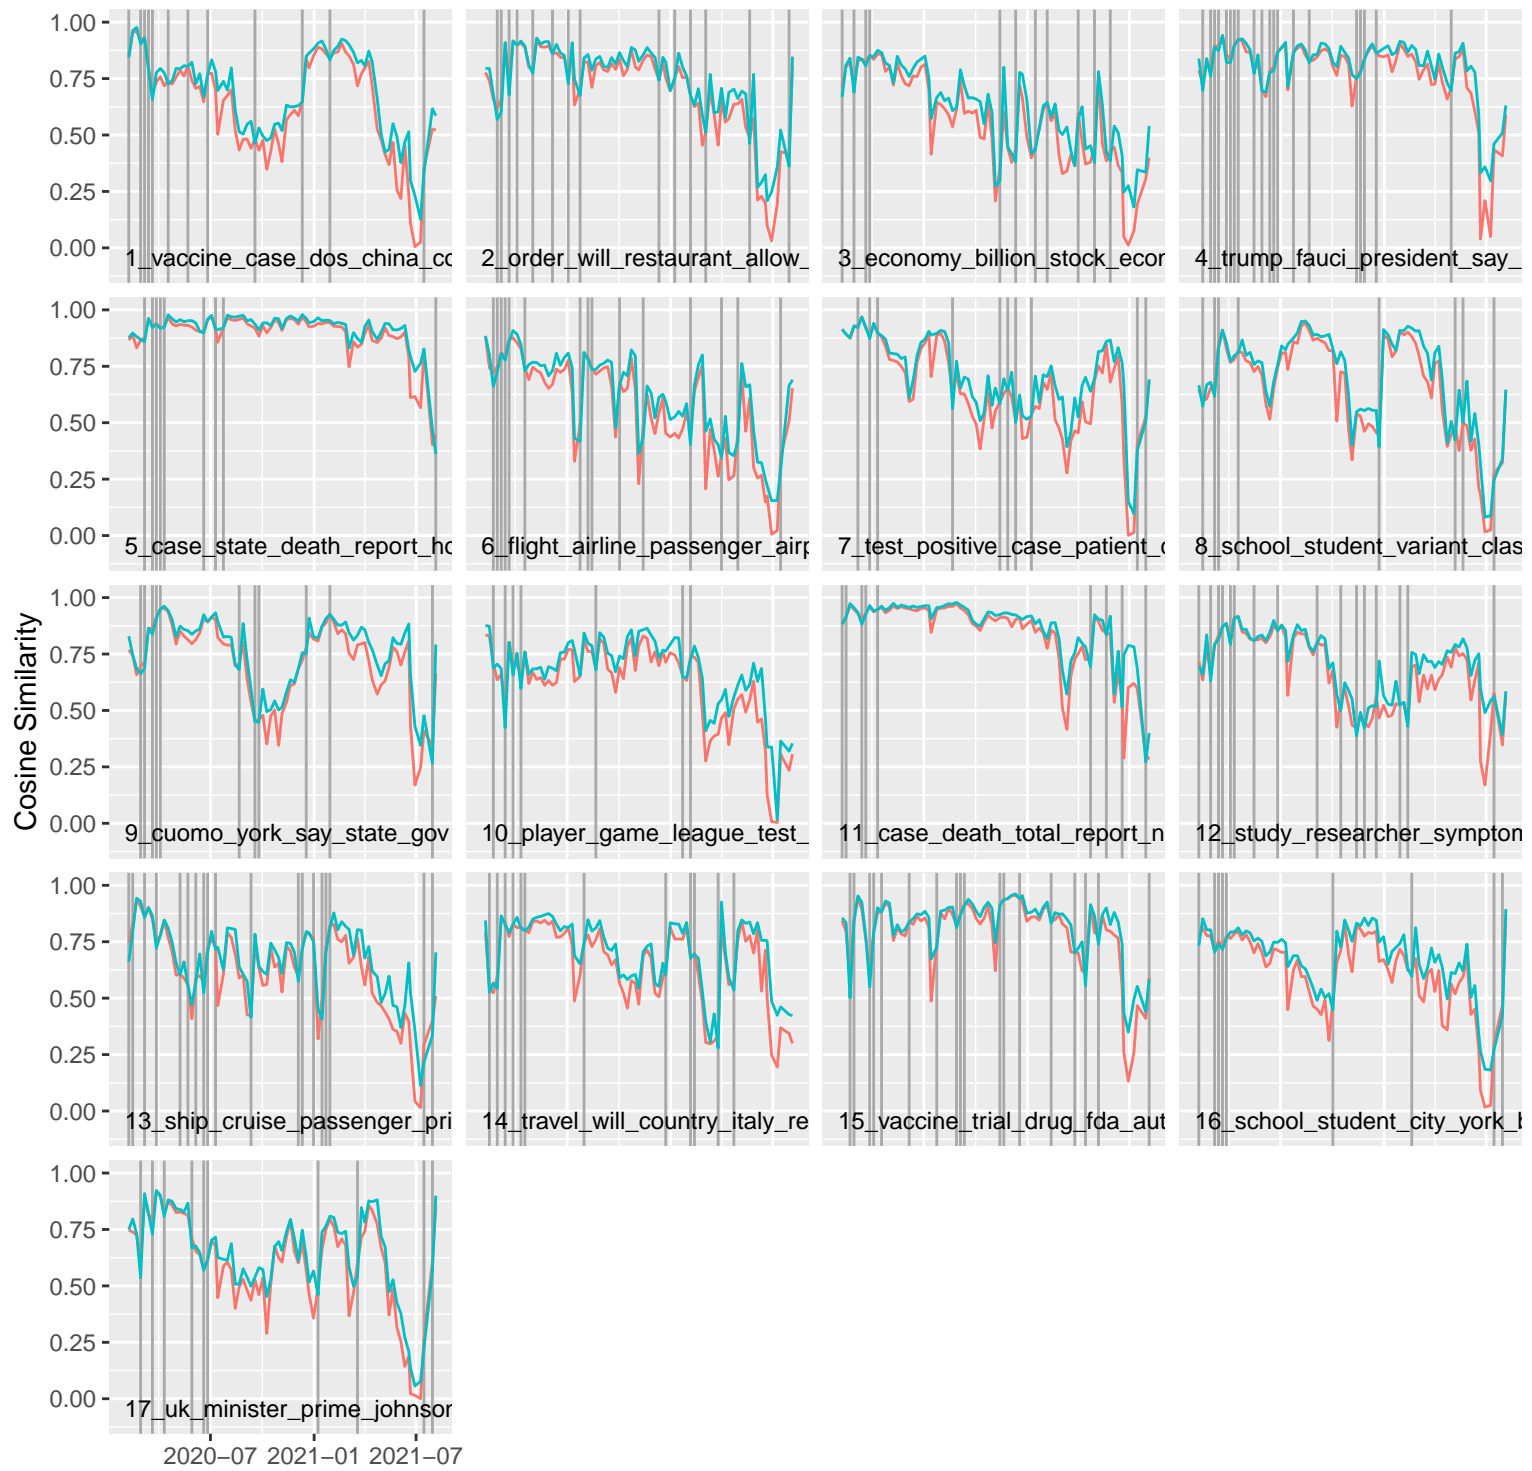 1.00
0.75
0.50
0.25
0.00
1_vaccine_case_dos_china_co
2_order_will_restaurant_allow_
3_economy_billion_stock_econ
4_trump_fauci_president_say_
1.00
0.75
0.50
0.25
0.00
5_case_state_death_report_ho
6_flight_airline_passenger_airp
7_test_positive_case_patient_c
8_school_student_variant_clas
Cosine Similarity
1.00
0.75
0.50
0.25
0.00
9_cuomo_york_say_state_gov
10_player_game_league_test_
11_case_death_total_report_n
12_study_researcher_symptom
1.00
0.75
0.50
0.25
0.00
13_ship_cruise_passenger_pri
14_travel_will_country_italy_re
15_vaccine_trial_drug_fda_aut
16_school_student_city_york_b
1.00
0.75
0.50
0.25
0.00
17_uk_minister_prime_johnson
2020−07 2021−01 2021−07